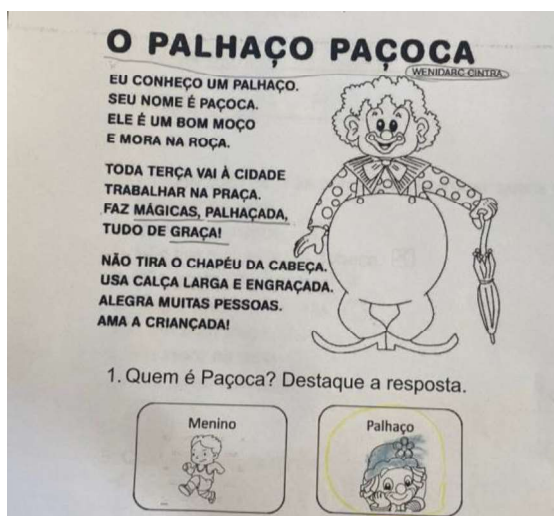 O PALHAÇO PAÇOCA
WENIDARC CINTRA
EU CONHEÇO UM PALHAÇO.
SEU NOME É PAÇOCA.
ELE É UM BOM MOÇO
E MORA NA ROÇA.
TODA TERÇA VAI À CIDADE
TRABALHAR NA PRAÇA.
FAZ MÁGICAS, PALHAÇADA,
TUDO DE GRAÇA!
NÃO TIRA O CHAPÉU DA CABEÇA.
USA CALÇA LARGA E ENGRAÇADA.
ALEGRA MUITAS PESSOAS.
AMA A CRIANÇADA!
1. Quem é Paçoca? Destaque a resposta.
Menino
Palhaço